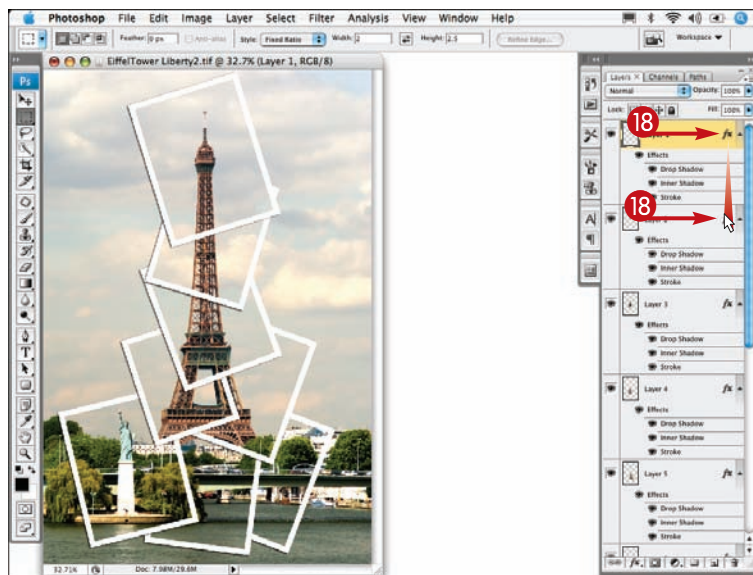 Photoshop File Edit Image Layer Select Filter Analysis View Window Help
Feather: 0 px Anti-alias Style: Fixed Ratio Width: 2 Height: 2.5 Refine Edge... Workspace
EiffelTower Liberty2.tif @ 32.7% (Layer 1, RGB/8)
Ps
Layers X Channels Paths
Normal Opacity: 100%
Lock: Fill: 100%
18 fx
Effects
Drop Shadow
Inner Shadow
Stroke
18
Effects
Drop Shadow
Inner Shadow
Stroke
Layer 3 fx
Effects
Drop Shadow
Inner Shadow
Stroke
Layer 4 fx
Effects
Drop Shadow
Inner Shadow
Stroke
Layer 5 fx
Effects
Drop Shadow
Inner Shadow
Stroke
32.71% Doc: 7.98M/29.6M